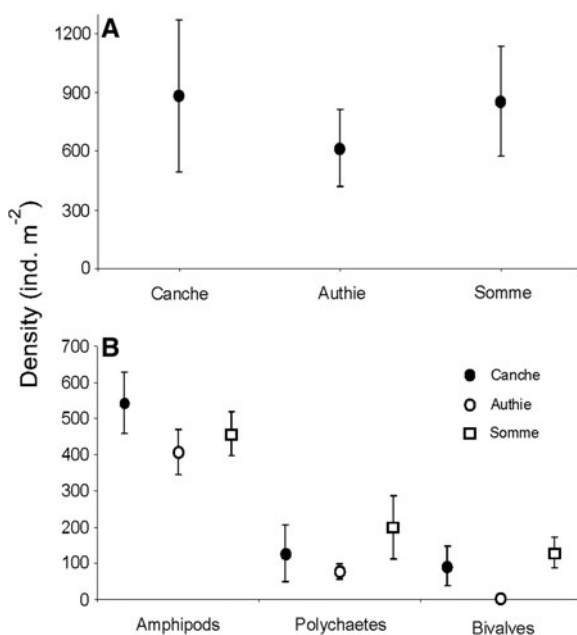 Density (ind. m⁻²)
A
1200
900
600
300
0
Canche
Authie
Somme
B
700
600
500
400
300
200
100
0
Canche
Authie
Somme
Amphipods
Polychaetes
Bivalves